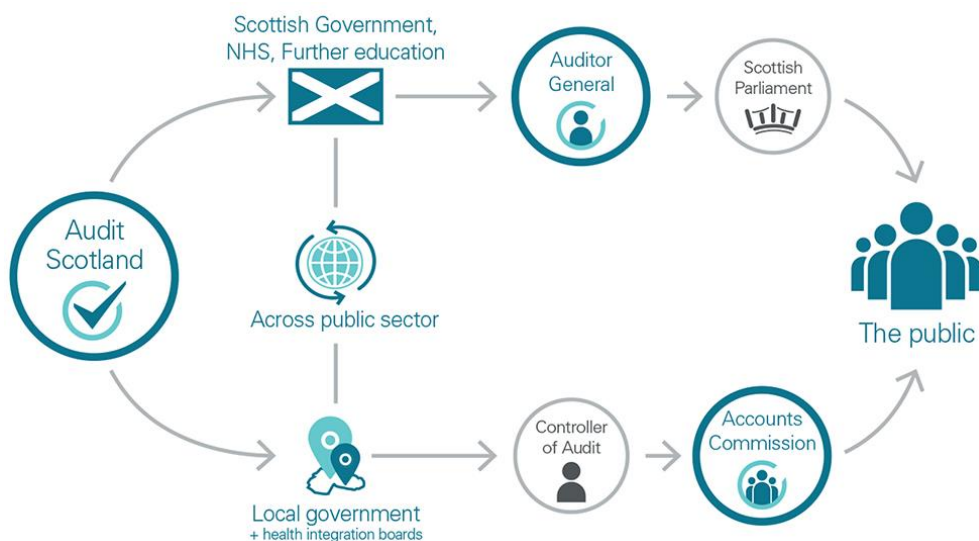 Scottish Government,
NHS, Further education
Auditor
General
Scottish
Parliament
Audit
Scotland
Across public sector
The public
Local government
+ health integration boards
Controller
of Audit
Accounts
Commission